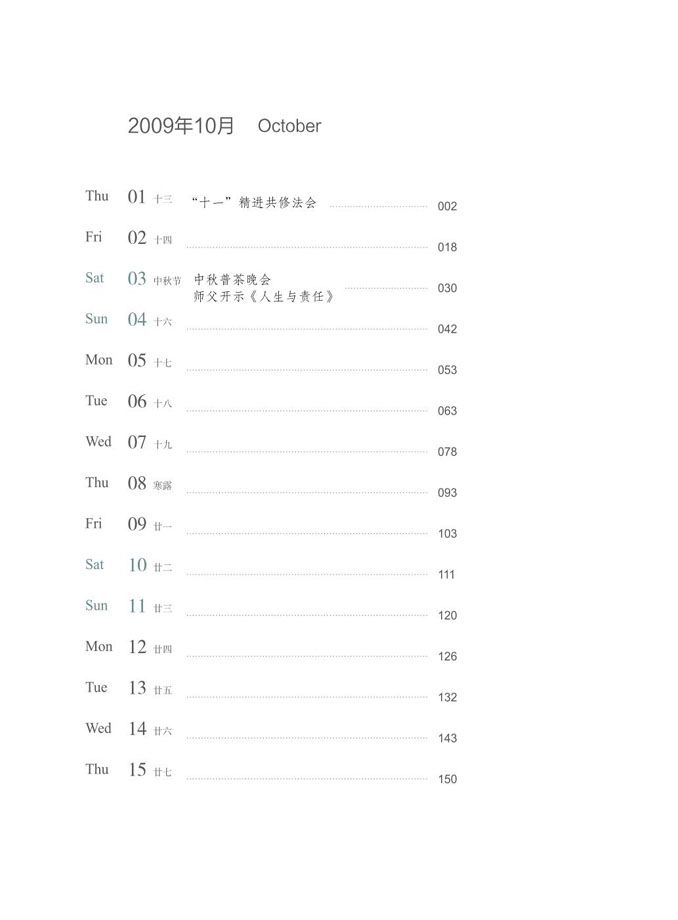 2009年10月 October
Thu 01 十三 “十一”精进共修法会 002
Fri 02 十四 018
Sat 03 中秋节 中秋普茶晚会 030
师父开示《人生与责任》
Sun 04 十六 042
Mon 05 十七 053
Tue 06 十八 063
Wed 07 十九 078
Thu 08 寒露 093
Fri 09 廿一 103
Sat 10 廿二 111
Sun 11 廿三 120
Mon 12 廿四 126
Tue 13 廿五 132
Wed 14 廿六 143
Thu 15 廿七 150